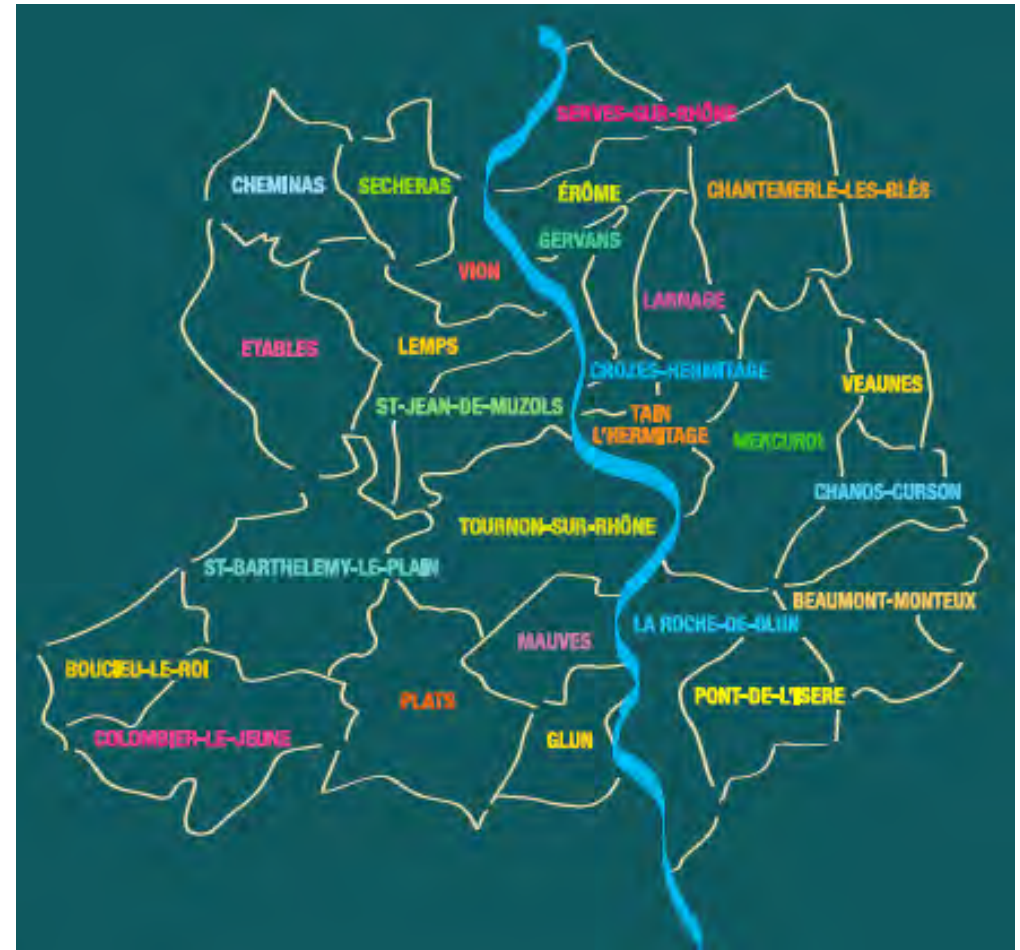 SERVES-SUR-RHÔNE
CHEMINAS
SECHERAS
ÉRÔME
CHANTEMERLE-LES-BLÉS
GERVANS
VION
LARNAGE
ETABLES
LEMPS
CROZES-HERMITAGE
VEAUNES
ST-JEAN-DE-MUZOLS
TAIN
L'HERMITAGE
MERCUROL
CHANOS-CURSON
TOURNON-SUR-RHÔNE
ST-BARTHELEMY-LE-PLAIN
BEAUMONT-MONTEUX
LA ROCHE-DE-GLUN
MAUVES
BOUCIEU-LE-ROI
PLATS
PONT-DE-L'ISERE
COLOMBIER-LE-JEUNE
GLUN